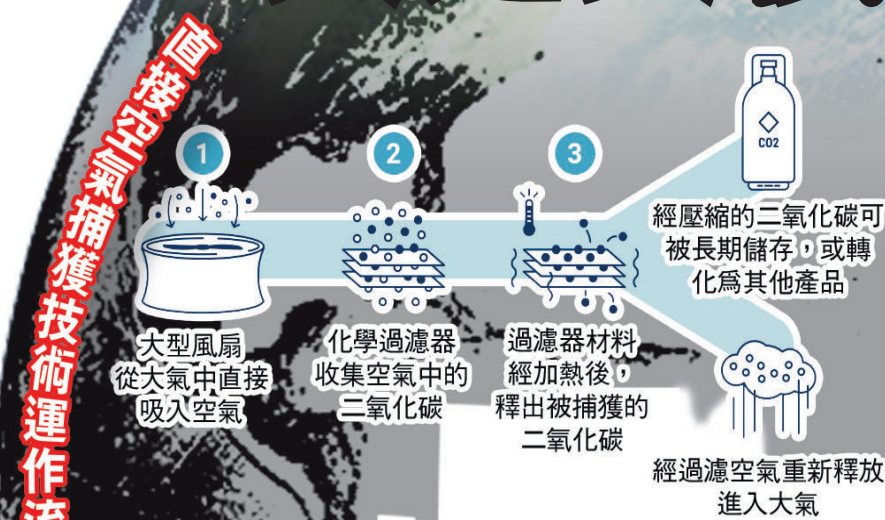 直接空氣捕獲技術運作
1
2
3
CO2
大型風扇
從大氣中直接
吸入空氣
化學過濾器
收集空氣中的
二氧化碳
過濾器材料
經加熱後，
釋出被捕獲的
二氧化碳
經壓縮的二氧化碳可
被長期儲存，或轉
化爲其他產品
經過濾空氣重新釋放
進入大氣